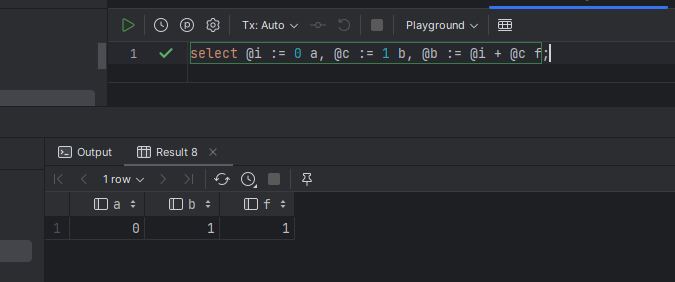 Tx: Auto
Playground
1 select @i := 0 a, @c := 1 b, @b := @i + @c f;
Output
Result 8
1 row
a b f
1 0 1 1